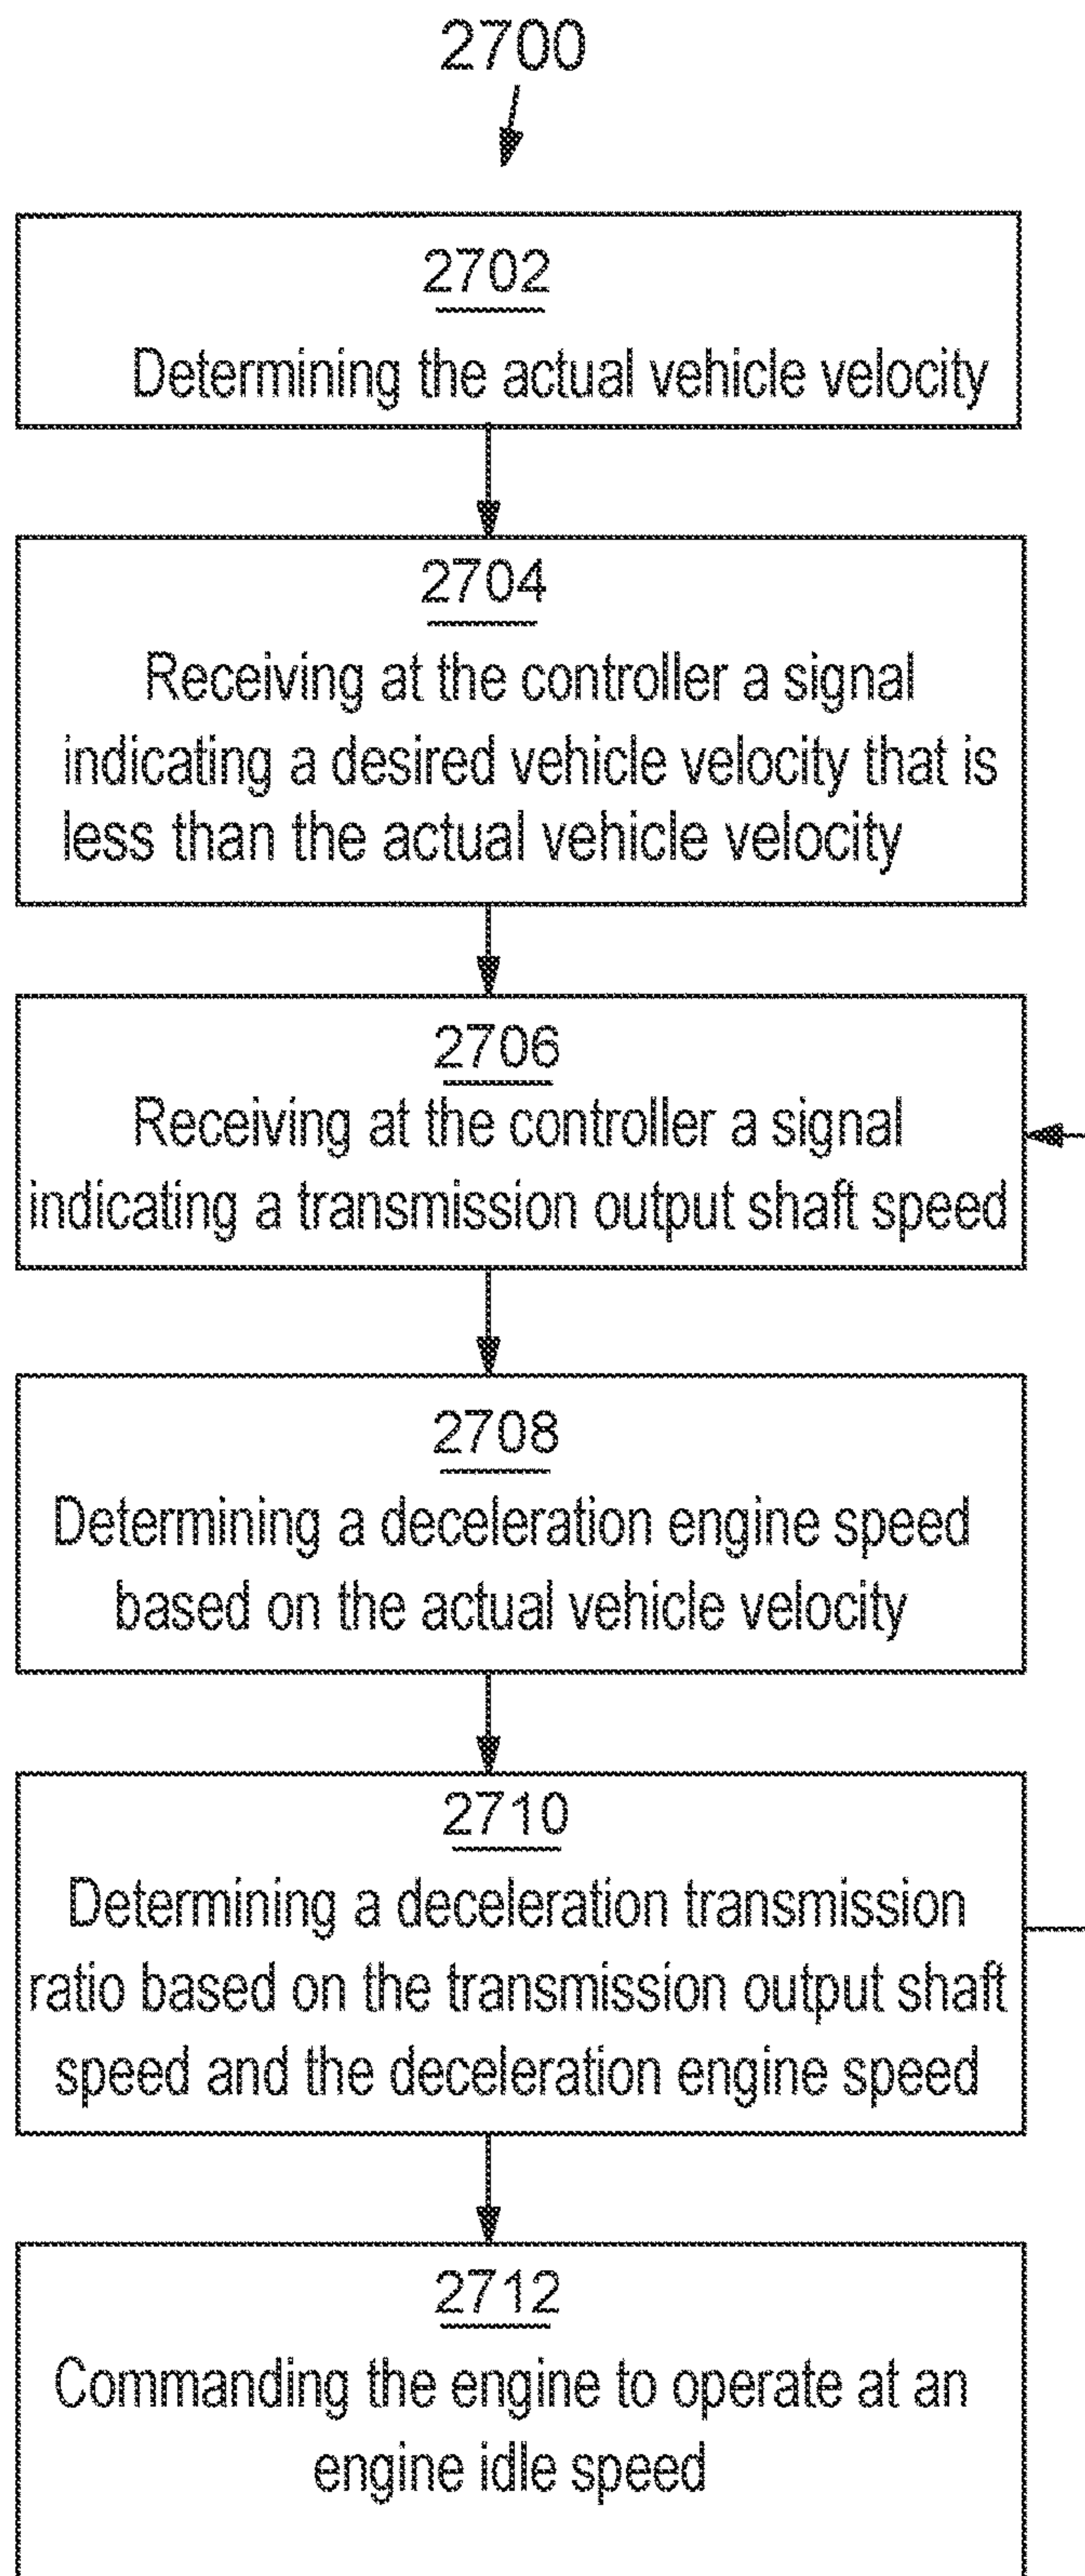 2700
2702
Determining the actual vehicle velocity
2704
Receiving at the controller a signal
indicating a desired vehicle velocity that is
less than the actual vehicle velocity
2706
Receiving at the controller a signal
indicating a transmission output shaft speed
2708
Determining a deceleration engine speed
based on the actual vehicle velocity
2710
Determining a deceleration transmission
ratio based on the transmission output shaft
speed and the deceleration engine speed
2712
Commanding the engine to operate at an
engine idle speed